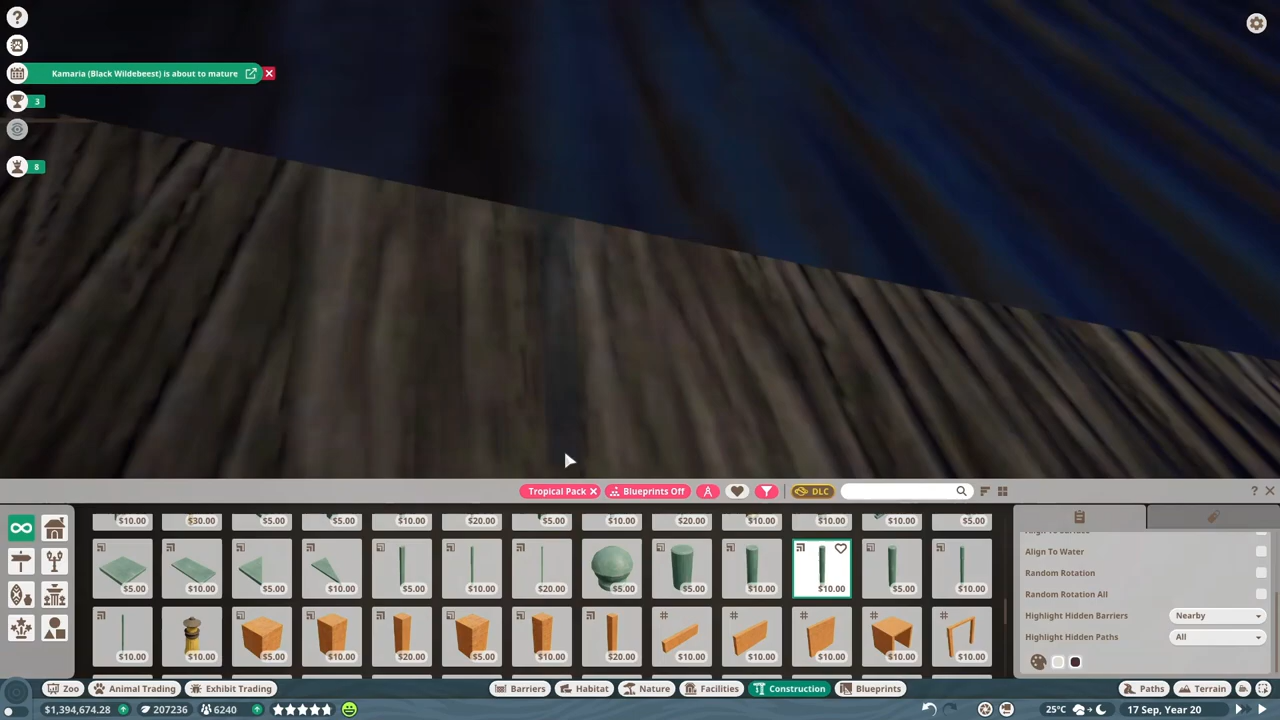 Kamaria (Black Wildebeest) is about to mature
3
8
Tropical Pack
Blueprints Off
DLC
$10.00 $30.00 $5.00 $5.00 $10.00 $20.00 $5.00 $10.00 $20.00 $10.00 $10.00 $10.00 $5.00
$5.00 $10.00 $5.00 $10.00 $5.00 $10.00 $20.00 $5.00 $5.00 $10.00 $10.00 $5.00 $10.00
$10.00 $10.00 $5.00 $10.00 $20.00 $5.00 $10.00 $20.00 $10.00 $10.00 $10.00 $10.00 $10.00
Align To Water
Random Rotation
Random Rotation All
Highlight Hidden Barriers Nearby
Highlight Hidden Paths All
Zoo Animal Trading Exhibit Trading Barriers Habitat Nature Facilities Construction Blueprints Paths Terrain
$1,394,674.28 207236 6240 25°C 17 Sep, Year 20